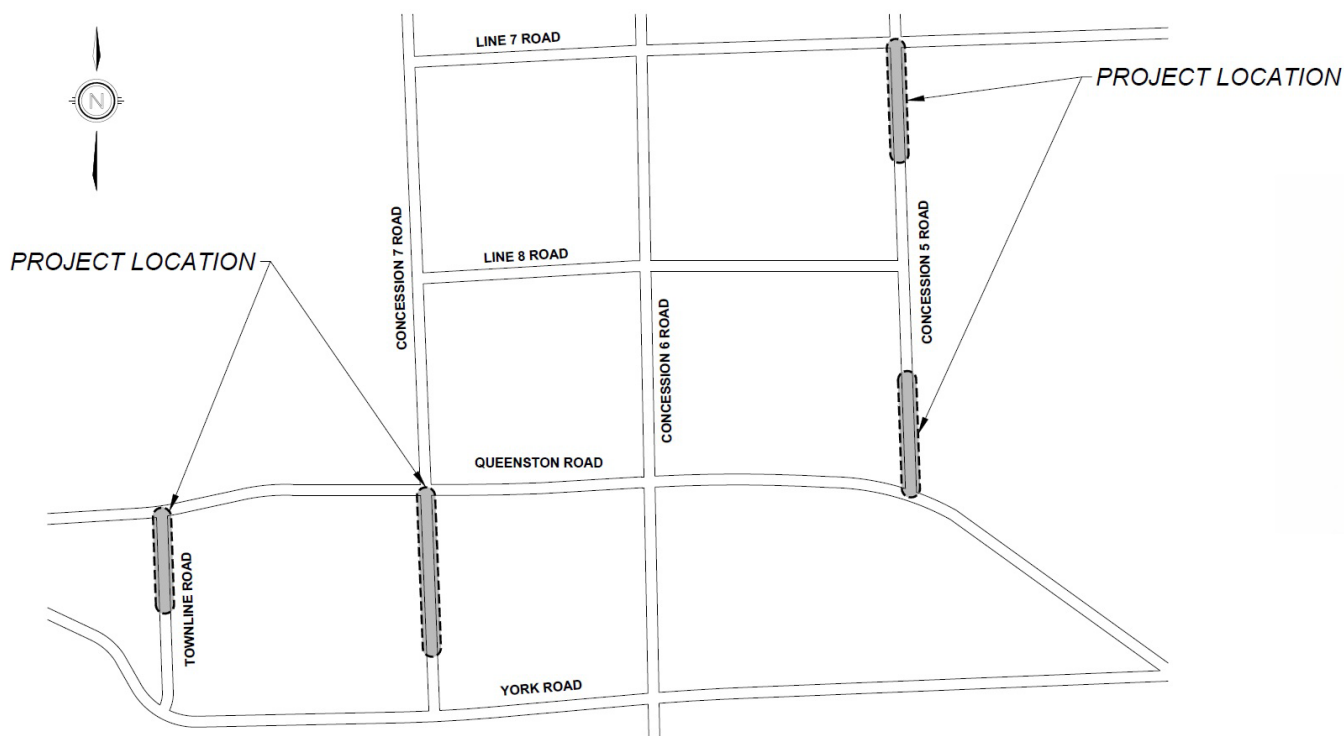 LINE 7 ROAD
N
PROJECT LOCATION
CONCESSION 7 ROAD
CONCESSION 5 ROAD
PROJECT LOCATION
LINE 8 ROAD
CONCESSION 6 ROAD
QUEENSTON ROAD
TOWNLINE ROAD
YORK ROAD